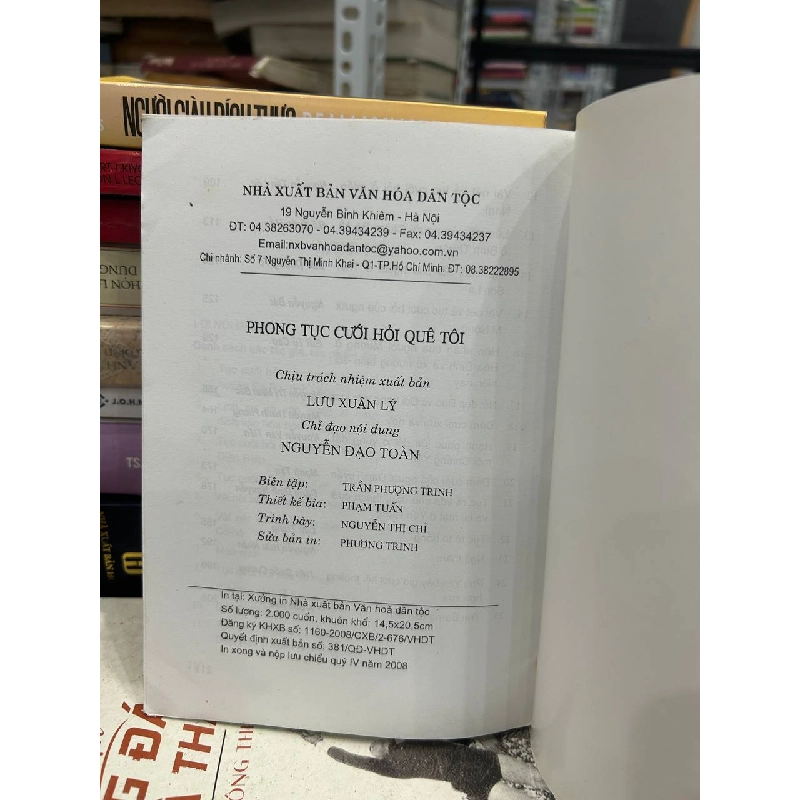 NGƯỜI GIÀU ĐÍCH THỰC
NHÀ XUẤT BẢN VĂN HÓA DÂN TỘC
19 Nguyễn Bỉnh Khiêm - Hà Nội
ĐT: 04.38263070 - 04.39434239 - Fax: 04.39434237
Email:nxbvanhoadantoc@yahoo.com.vn
Chi nhánh: Số 7 Nguyễn Thị Minh Khai - Q1-TP.Hồ Chí Minh. ĐT: 08.38222895
PHONG TỤC CƯỚI HỎI QUÊ TÔI
Chịu trách nhiệm xuất bản
LƯU XUÂN LÝ
Chỉ đạo nội dung
NGUYỄN ĐẠO TOÀN
Biên tập: TRẦN PHƯỢNG TRINH
Thiết kế bìa: PHẠM TUẤN
Trình bày: NGUYỄN THỊ CHI
Sửa bản in: PHƯỢNG TRINH
In tại: Xưởng in Nhà xuất bản Văn hoá dân tộc
Số lượng: 2.000 cuốn, khuôn khổ: 14,5x20,5cm
Đăng ký KHXB số: 1160-2008/CXB/2-676/VHDT
Quyết định xuất bản số: 381/QĐ-VHDT
In xong và nộp lưu chiểu quý IV năm 2008